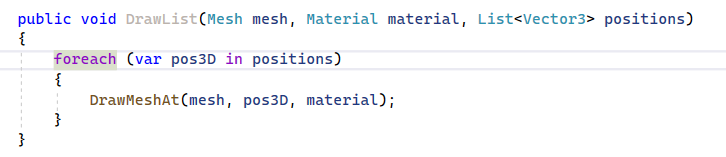 public void DrawList(Mesh mesh, Material material, List<Vector3> positions)
{
    foreach (var pos3D in positions)
    {
        DrawMeshAt(mesh, pos3D, material);
    }
}